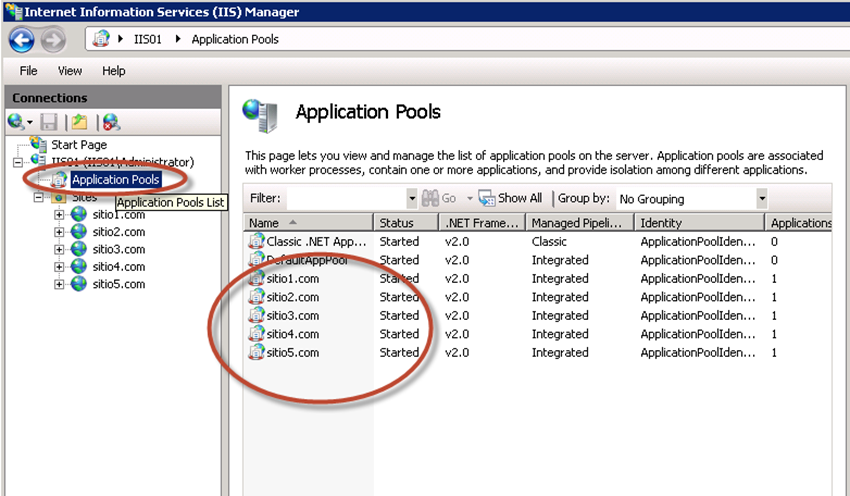 Internet Information Services (IIS) Manager
IIS01 Application Pools
File View Help
Connections
Start Page
IIS01 (IIS01\Administrator)
Application Pools
Sites
Application Pools List
sitio1.com
sitio2.com
sitio3.com
sitio4.com
sitio5.com
Application Pools
This page lets you view and manage the list of application pools on the server. Application pools are associated
with worker processes, contain one or more applications, and provide isolation among different applications.
Filter: Go Show All Group by: No Grouping
Name Status .NET Frame... Managed Pipeli... Identity Applications
Classic .NET App... Started v2.0 Classic ApplicationPoolIden... 0
DefaultAppPool Started v2.0 Integrated ApplicationPoolIden... 0
sitio1.com Started v2.0 Integrated ApplicationPoolIden... 1
sitio2.com Started v2.0 Integrated ApplicationPoolIden... 1
sitio3.com Started v2.0 Integrated ApplicationPoolIden... 1
sitio4.com Started v2.0 Integrated ApplicationPoolIden... 1
sitio5.com Started v2.0 Integrated ApplicationPoolIden... 1